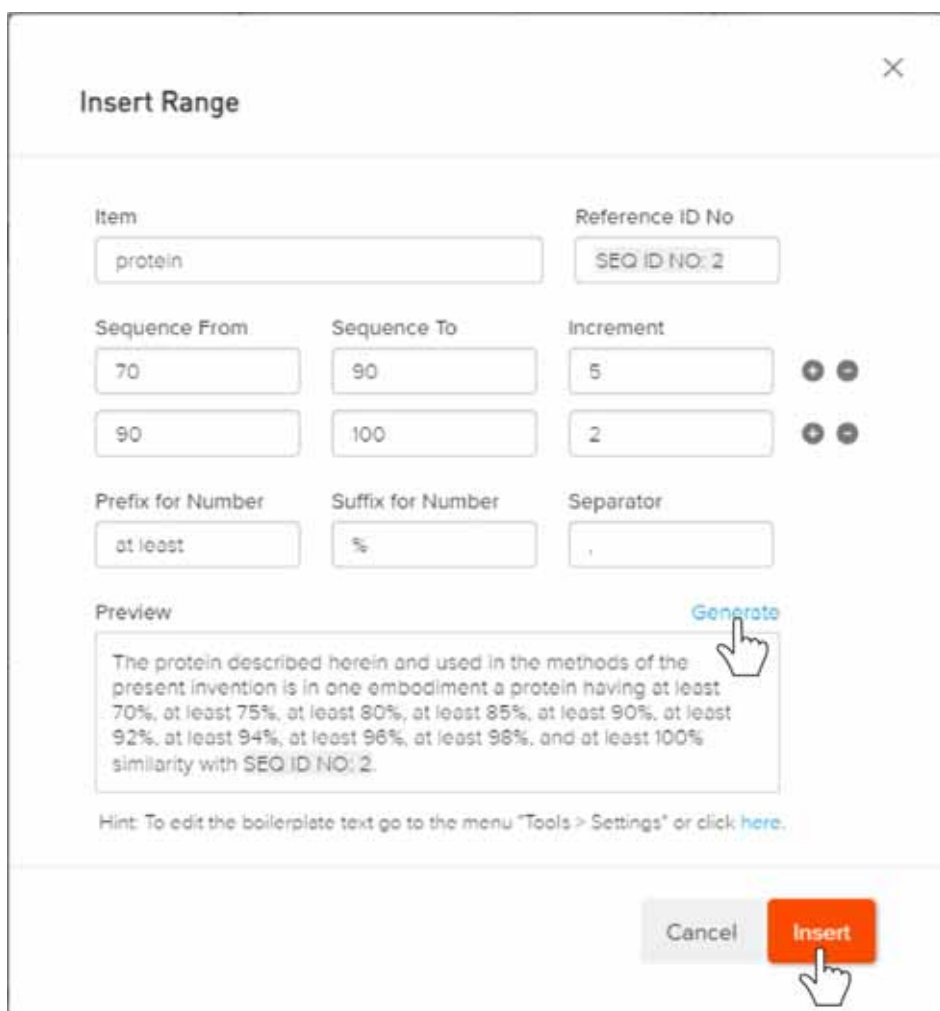 Insert Range
Item Reference ID No
protein SEQ ID NO: 2
Sequence From Sequence To Increment
70 90 5
90 100 2
Prefix for Number Suffix for Number Separator
at least % ,
Preview Generate
The protein described herein and used in the methods of the
present invention is in one embodiment a protein having at least
70%, at least 75%, at least 80%, at least 85%, at least 90%, at least
92%, at least 94%, at least 96%, at least 98%, and at least 100%
similarity with SEQ ID NO: 2.
Hint: To edit the boilerplate text go to the menu "Tools > Settings" or click here.
Cancel Insert